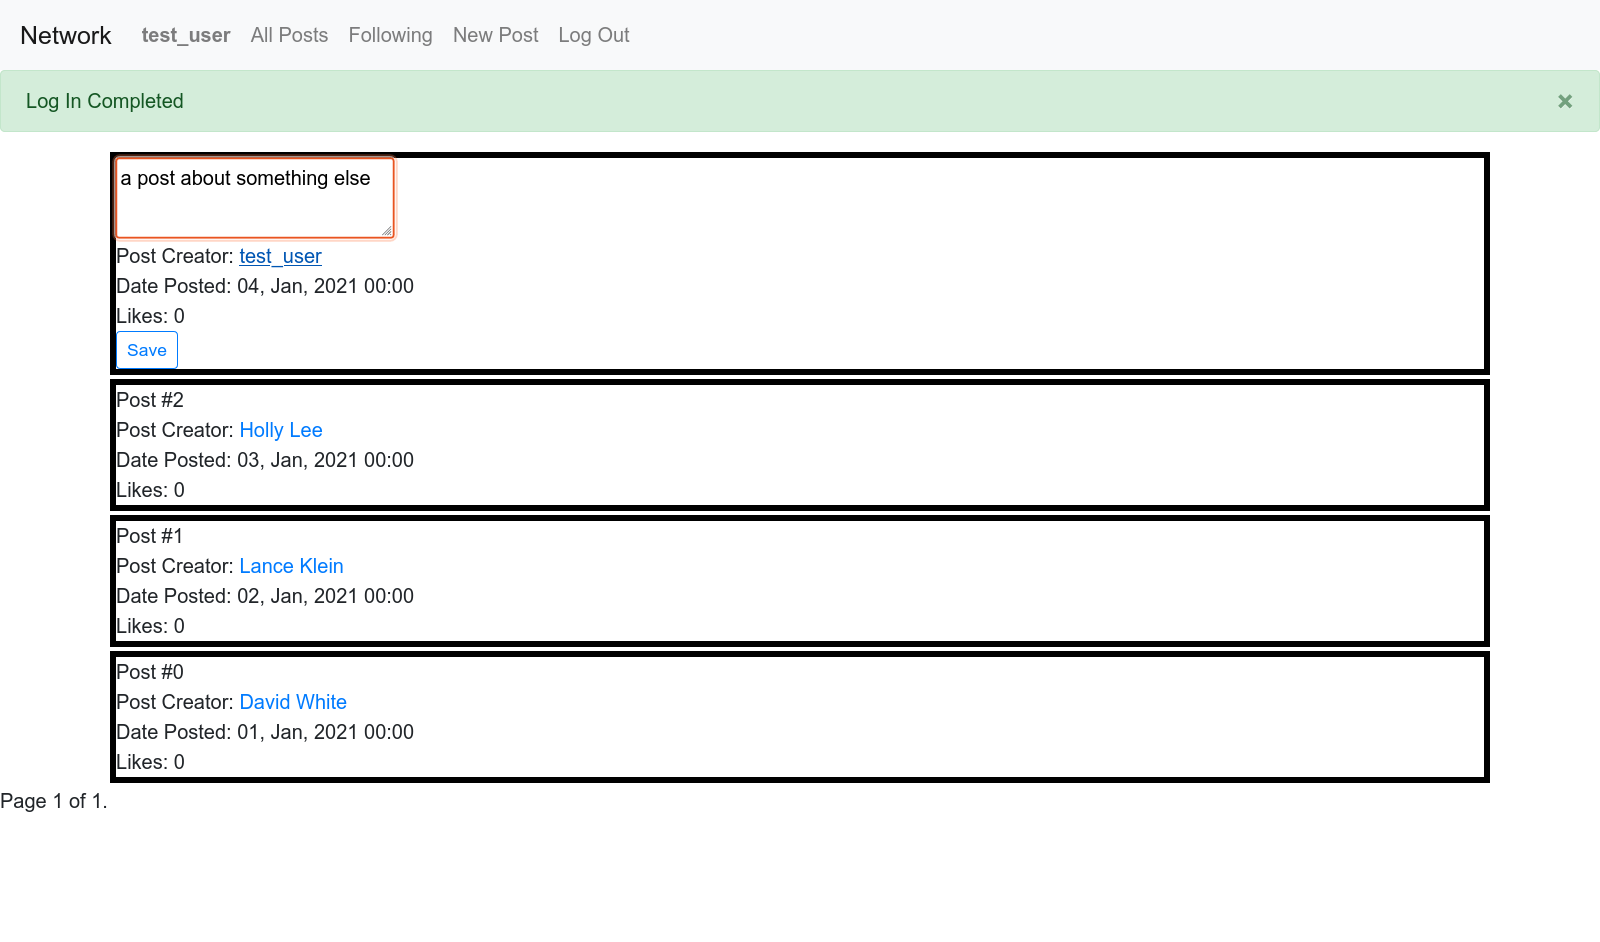 Network test_user All Posts Following New Post Log Out
Log In Completed ×
a post about something else
Post Creator: test_user
Date Posted: 04, Jan, 2021 00:00
Likes: 0
Save
Post #2
Post Creator: Holly Lee
Date Posted: 03, Jan, 2021 00:00
Likes: 0
Post #1
Post Creator: Lance Klein
Date Posted: 02, Jan, 2021 00:00
Likes: 0
Post #0
Post Creator: David White
Date Posted: 01, Jan, 2021 00:00
Likes: 0
Page 1 of 1.